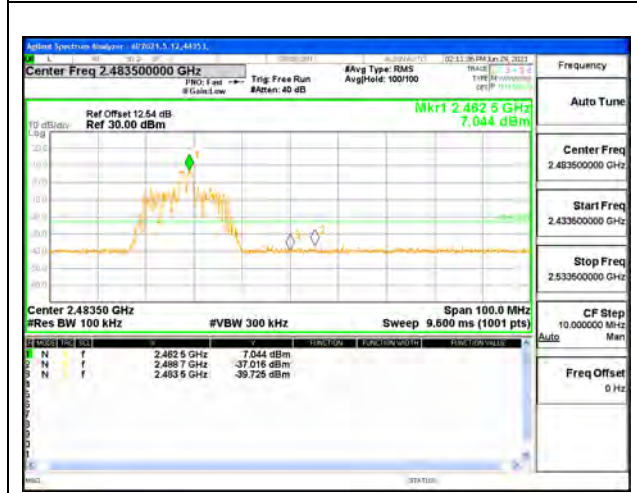 Agilent Spectrum Analyzer
02:11:36 PM Jun 29, 2021
Center Freq 2.483500000 GHz
PNO: Fast
IFGain:Low
Trig: Free Run
#Atten: 40 dB
#Avg Type: RMS
Avg|Hold: 100/100
TRACE
TYPE
DET
Frequency
Auto Tune
Center Freq
2.483500000 GHz
Start Freq
2.433500000 GHz
Stop Freq
2.533500000 GHz
CF Step
10.000000 MHz
Auto Man
Freq Offset
0 Hz
Mkr1 2.462 5 GHz
7.044 dBm
Ref Offset 12.54 dB
10 dB/div Ref 30.00 dBm
Log
1
3
2
Center 2.48350 GHz
Span 100.0 MHz
#Res BW 100 kHz
#VBW 300 kHz
Sweep 9.600 ms (1001 pts)
MODE TRC SCL X Y FUNCTION FUNCTION WIDTH FUNCTION VALUE
N f 2.462 5 GHz 7.044 dBm
N f 2.488 7 GHz -37.016 dBm
N f 2.483 5 GHz -39.725 dBm
MSG
STATUS